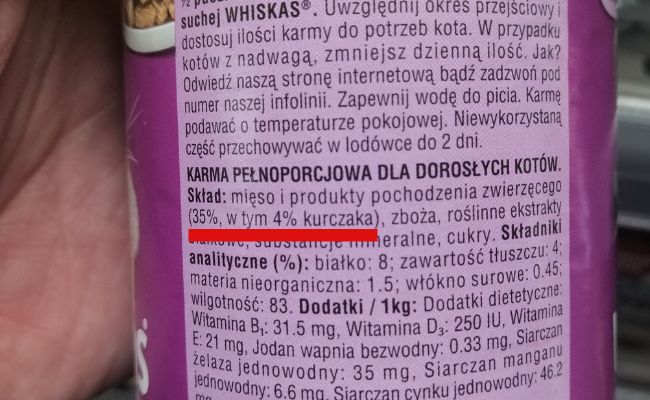 suchej WHISKAS®. Uwzględnij okres przejściowy i
dostosuj ilości karmy do potrzeb kota. W przypadku
kotów z nadwagą, zmniejsz dzienną ilość. Jak?
Odwiedź naszą stronę internetową bądź zadzwoń pod
numer naszej infolinii. Zapewnij wodę do picia. Karmę
podawać o temperaturze pokojowej. Niewykorzystaną
część przechowywać w lodówce do 2 dni.
KARMA PEŁNOPORCJOWA DLA DOROSŁYCH KOTÓW.
Skład: mięso i produkty pochodzenia zwierzęcego
(35%, w tym 4% kurczaka), zboża, roślinne ekstrakty
substancje mineralne, cukry. Składniki
analityczne (%): białko: 8; zawartość tłuszczu: 4;
materia nieorganiczna: 1.5; włókno surowe: 0.45;
wilgotność: 83. Dodatki / 1kg: Dodatki dietetyczne:
Witamina B₁: 31.5 mg, Witamina D₃: 250 IU, Witamina
E: 21 mg, Jodan wapnia bezwodny: 0.33 mg, Siarczan
żelaza jednowodny: 35 mg, Siarczan manganu
jednowodny: 6.6 mg, Siarczan cynku jednowodny: 46.2